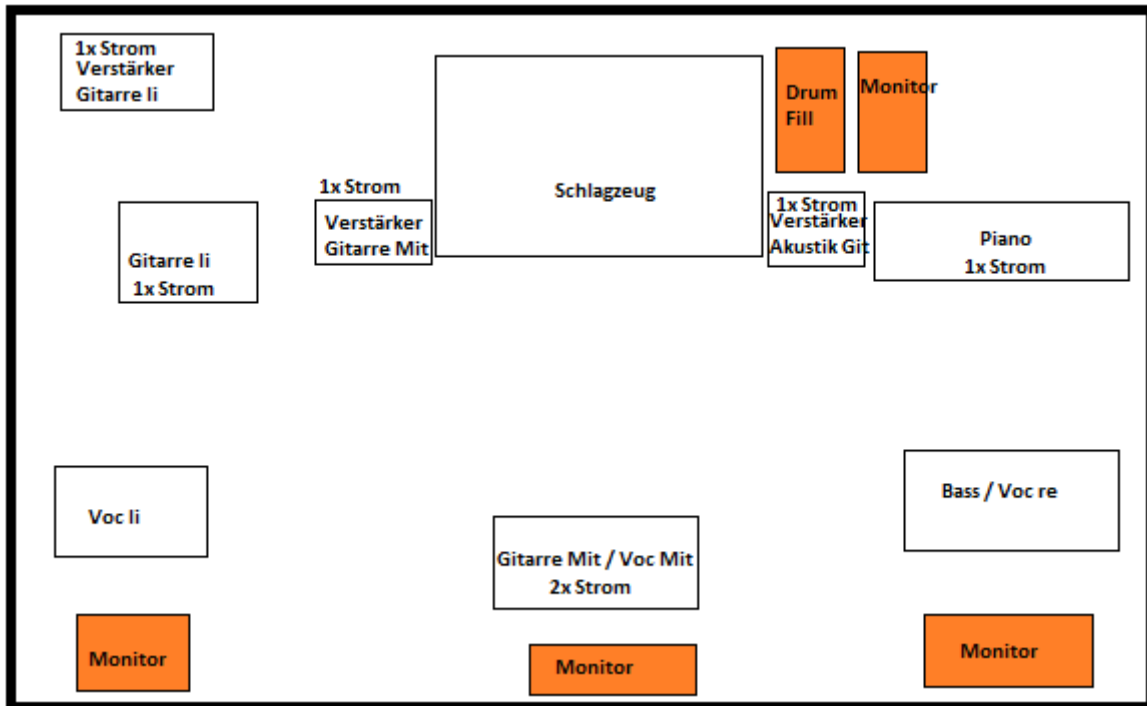 1x Strom
Verstärker
Gitarre li
Drum
Fill
Monitor
Schlagzeug
1x Strom
Verstärker
Gitarre Mit
1x Strom
Verstärker
Akustik Git
Piano
1x Strom
Gitarre li
1x Strom
Voc li
Gitarre Mit / Voc Mit
2x Strom
Bass / Voc re
Monitor
Monitor
Monitor